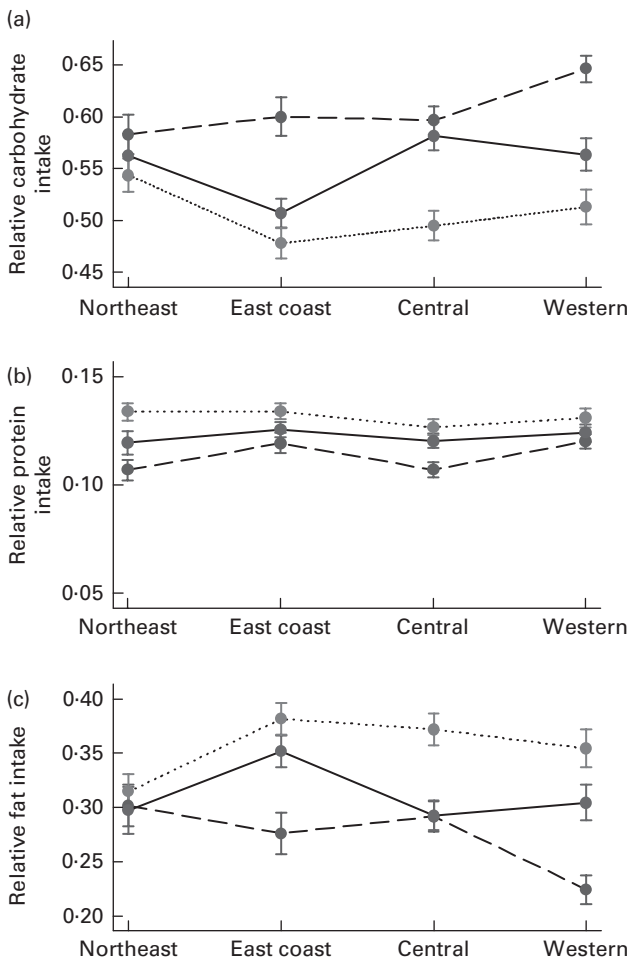 (a)
Relative carbohydrate
intake
0·65
0·60
0·55
0·50
0·45
Northeast East coast Central Western
(b)
Relative protein
intake
0·15
0·10
0·05
Northeast East coast Central Western
(c)
Relative fat intake
0·40
0·35
0·30
0·25
0·20
Northeast East coast Central Western